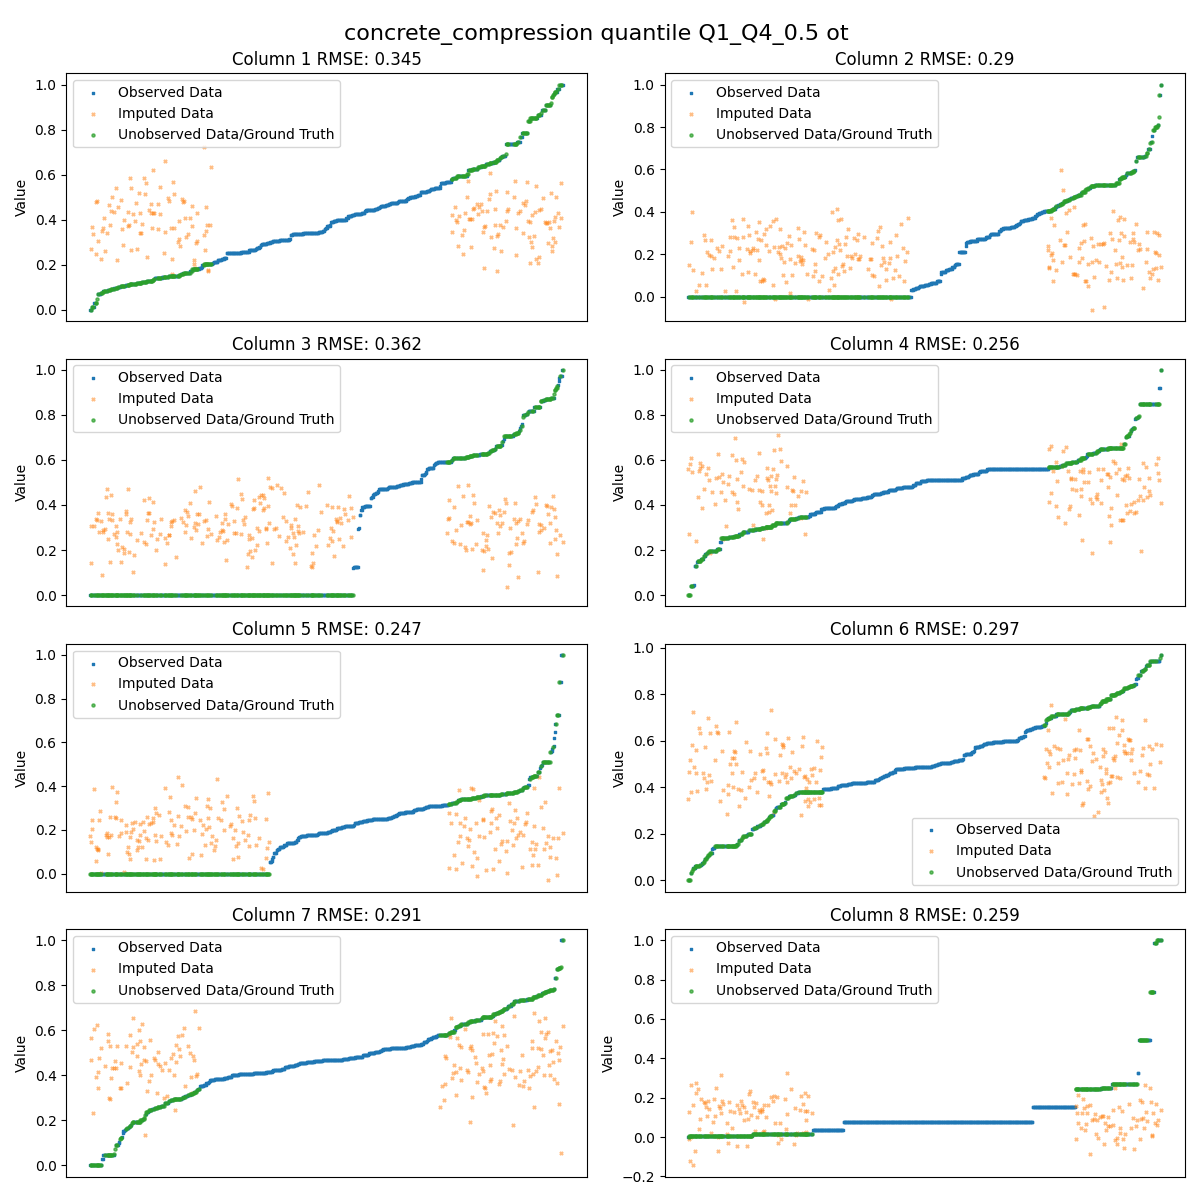 concrete_compression quantile Q1_Q4_0.5 ot
Column 1 RMSE: 0.345
Value
1.0
0.8
0.6
0.4
0.2
0.0
Observed Data
Imputed Data
Unobserved Data/Ground Truth
Column 2 RMSE: 0.29
Value
1.0
0.8
0.6
0.4
0.2
0.0
Observed Data
Imputed Data
Unobserved Data/Ground Truth
Column 3 RMSE: 0.362
Value
1.0
0.8
0.6
0.4
0.2
0.0
Observed Data
Imputed Data
Unobserved Data/Ground Truth
Column 4 RMSE: 0.256
Value
1.0
0.8
0.6
0.4
0.2
0.0
Observed Data
Imputed Data
Unobserved Data/Ground Truth
Column 5 RMSE: 0.247
Value
1.0
0.8
0.6
0.4
0.2
0.0
Observed Data
Imputed Data
Unobserved Data/Ground Truth
Column 6 RMSE: 0.297
Value
1.0
0.8
0.6
0.4
0.2
0.0
Observed Data
Imputed Data
Unobserved Data/Ground Truth
Column 7 RMSE: 0.291
Value
1.0
0.8
0.6
0.4
0.2
0.0
Observed Data
Imputed Data
Unobserved Data/Ground Truth
Column 8 RMSE: 0.259
Value
1.0
0.8
0.6
0.4
0.2
0.0
−0.2
Observed Data
Imputed Data
Unobserved Data/Ground Truth